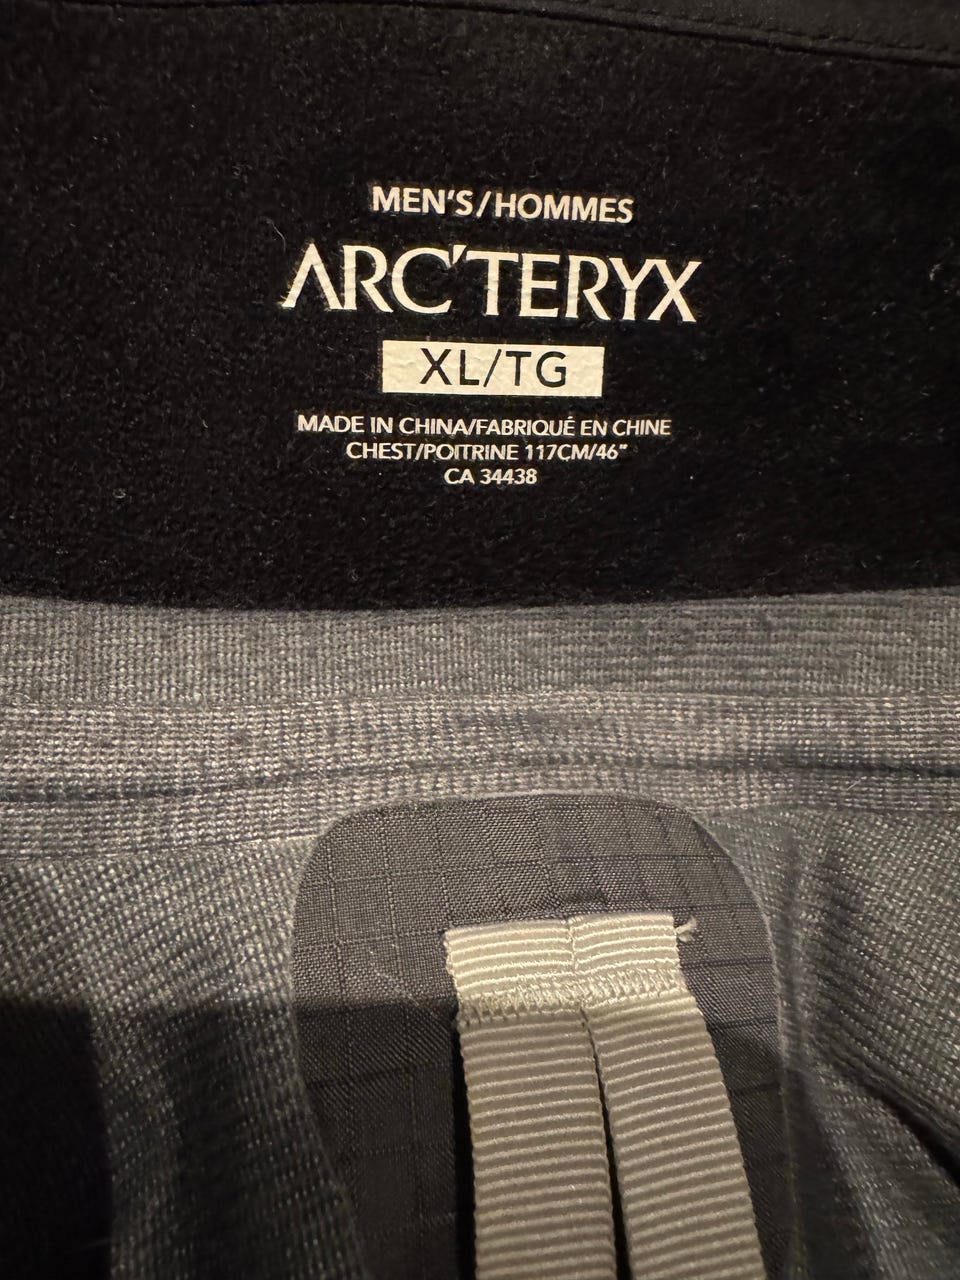 MEN'S/HOMMES
ARC'TERYX
XL/TG
MADE IN CHINA/FABRIQUÉ EN CHINE
CHEST/POITRINE 117CM/46"
CA 34438